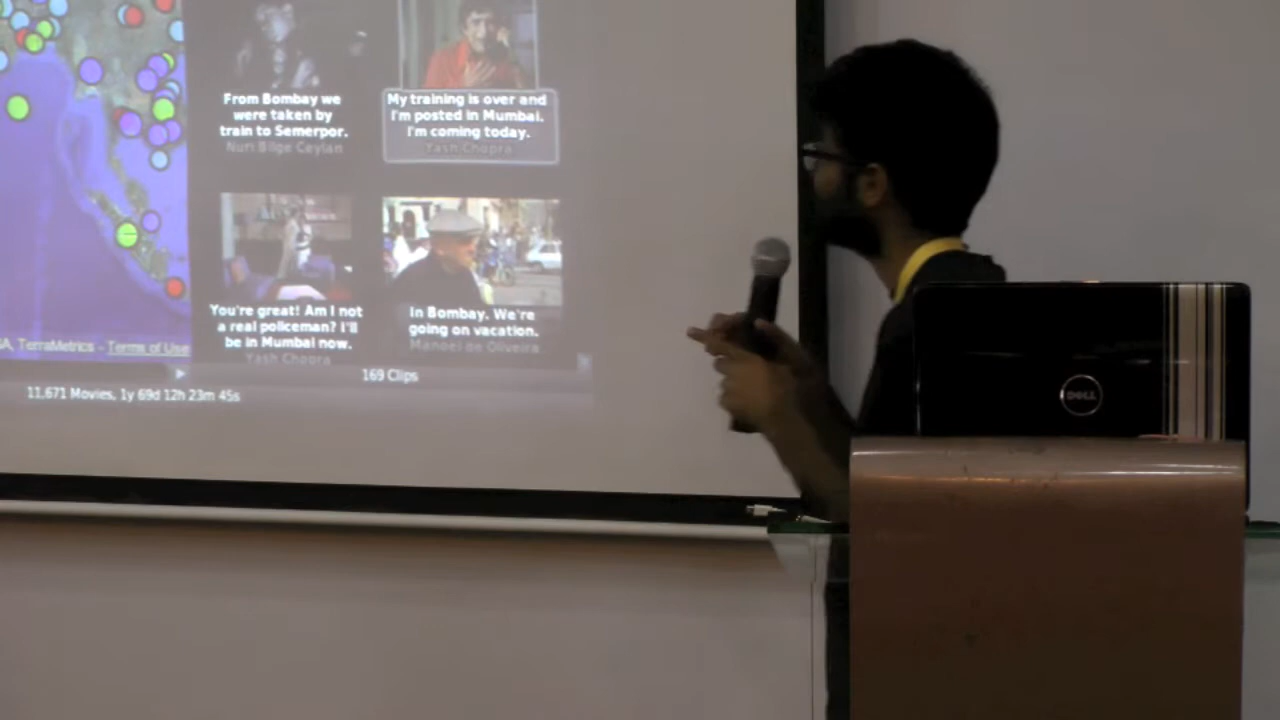 From Bombay we
were taken by
train to Semerpor.
Nuri Bilge Ceylan
My training is over and
I'm posted in Mumbai.
I'm coming today.
Yash Chopra
You're great! Am I not
a real policeman? I'll
be in Mumbai now.
Yash Chopra
In Bombay. We're
going on vacation.
Manoel de Oliveira
SA, TerraMetrics - Terms of Use
169 Clips
11,671 Movies, 1y 69d 12h 23m 45s
DELL